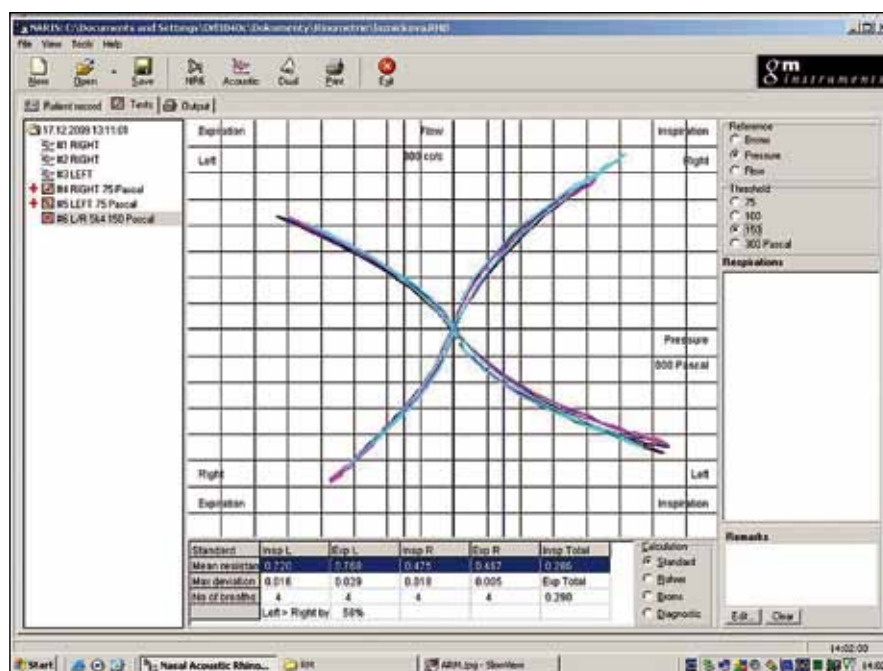 NARIS: C:\Documents and Settings\
File View Tools Help
New Open Save NR6 Acoustic Dual Print Exit
gm instruments
Patient record Tests Output
17.12.2009 13:11:01
#1 RIGHT
#2 RIGHT
#3 LEFT
#4 RIGHT 75 Pascal
#5 LEFT 75 Pascal
#6 L/R 150 Pascal
Expiration Flow Inspiration
Left 800 cc/s Right
Pressure
800 Pascal
Right Left
Expiration Inspiration
Reference
Broms
Pressure
Flow
Threshold
75
100
150
300 Pascal
Respirations
Remarks
Edit... Clear
Standard Insp L Exp L Insp R Exp R Insp Total
Mean resistan 0.720 0.768 0.475 0.467 0.286
Max deviation 0.016 0.029 0.018 0.005 Exp Total
No of breaths 4 4 4 4 0.290
Left > Right by 58%
Calculation
Standard
Rohrer
Broms
Diagnostic
14:02:00
Start Nasal Acoustic Rhino... RM ARM.jpg - SlowView